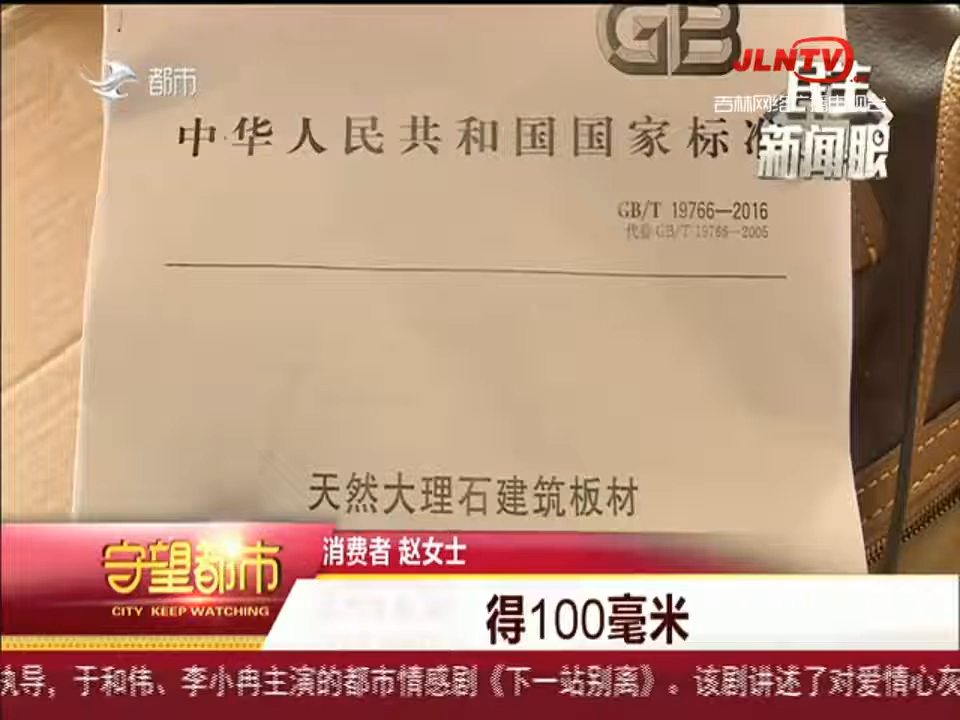 GB
JLNTV
都市
吉林网络广播电视台
中华人民共和国国家标准
新闻眼
GB/T 19766—2016
代替 GB/T 19766—2005
天然大理石建筑板材
守望都市
CITY KEEP WATCHING
消费者 赵女士
得100毫米
执导，于和伟、李小冉主演的都市情感剧《下一站别离》。该剧讲述了对爱情心灰